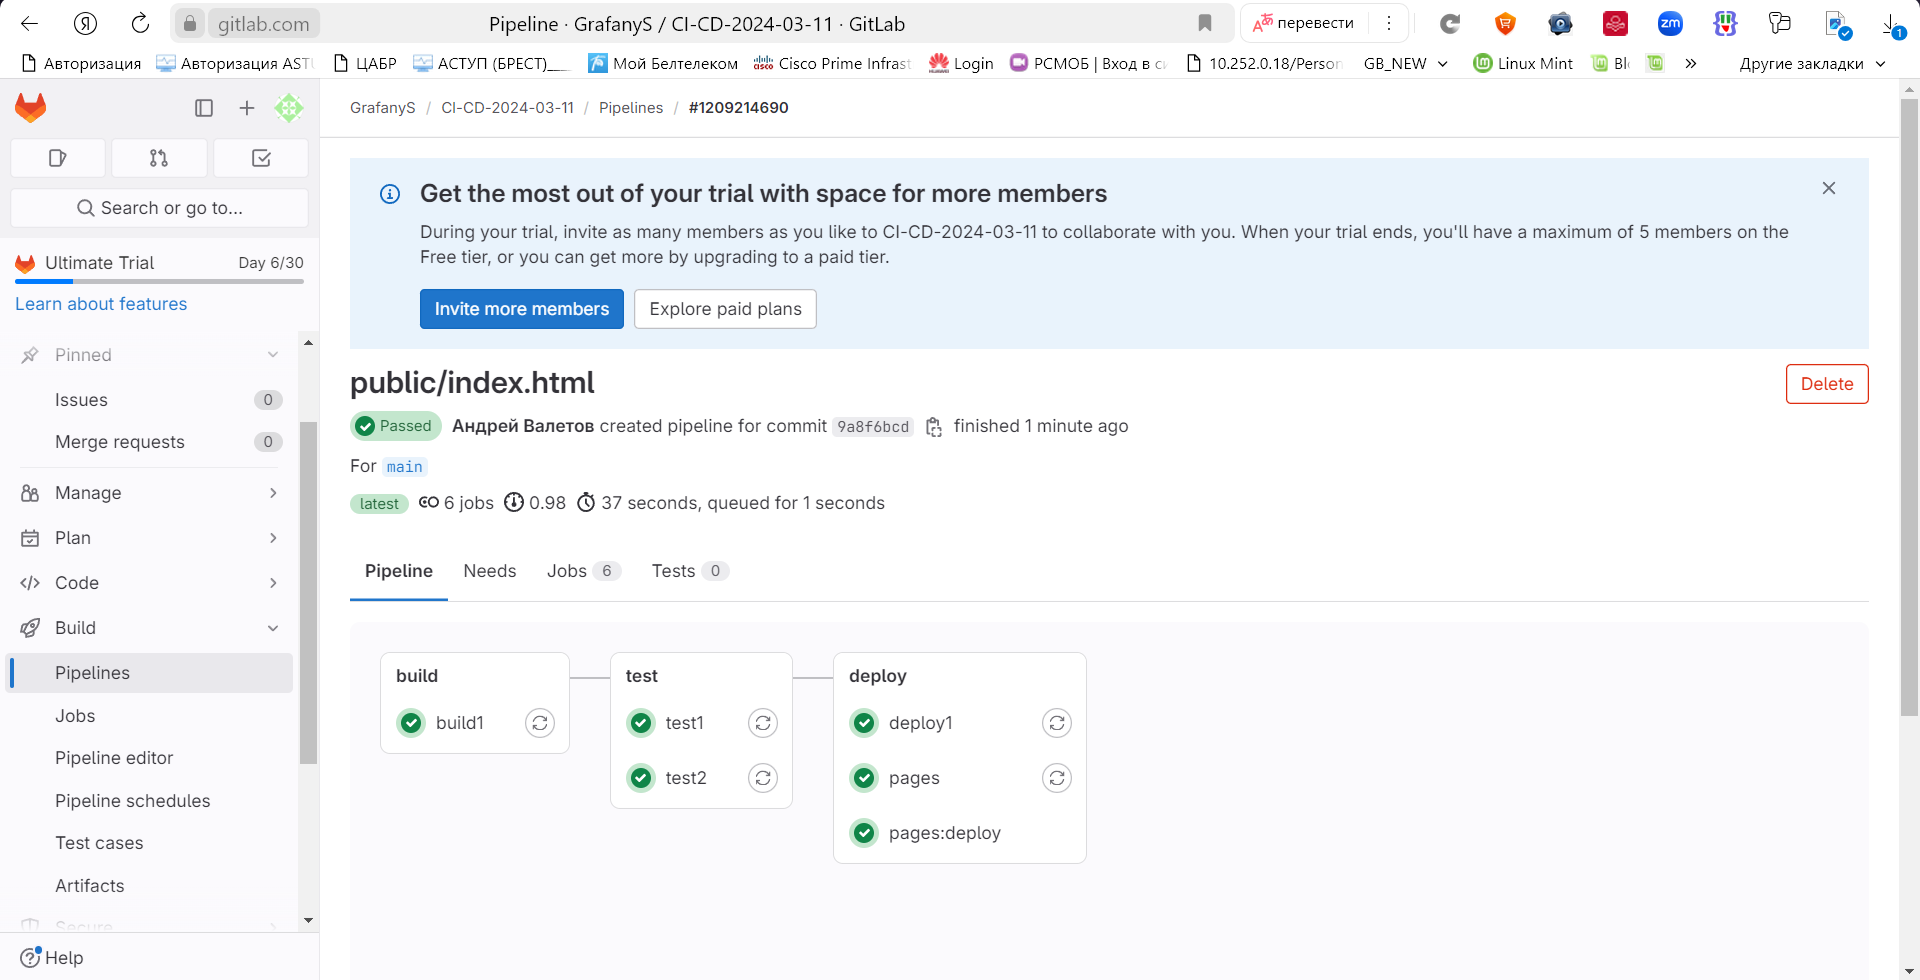 gitlab.com
Pipeline · GrafanyS / CI-CD-2024-03-11 · GitLab
перевести
zm
1
Авторизация
Авторизация ASTU
ЦАБР
АСТУП (БРЕСТ)____
Мой Белтелеком
Cisco Prime Infrast
Login
РСМОБ | Вход в си
10.252.0.18/Person
GB_NEW
Linux Mint
Другие закладки
GrafanyS / CI-CD-2024-03-11 / Pipelines / #1209214690
Search or go to...
Ultimate Trial
Day 6/30
Learn about features
Pinned
Issues 0
Merge requests 0
Manage
Plan
Code
Build
Pipelines
Jobs
Pipeline editor
Pipeline schedules
Test cases
Artifacts
Secure
Help
Get the most out of your trial with space for more members
During your trial, invite as many members as you like to CI-CD-2024-03-11 to collaborate with you. When your trial ends, you'll have a maximum of 5 members on the
Free tier, or you can get more by upgrading to a paid tier.
Invite more members
Explore paid plans
public/index.html
Delete
Passed Андрей Валетов created pipeline for commit 9a8f6bcd finished 1 minute ago
For main
latest 6 jobs 0.98 37 seconds, queued for 1 seconds
Pipeline
Needs
Jobs 6
Tests 0
build
build1
test
test1
test2
deploy
deploy1
pages
pages:deploy